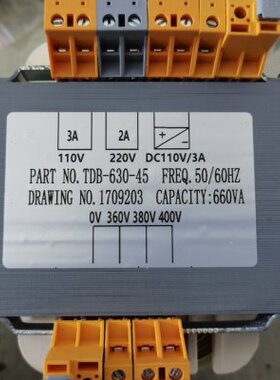 3A 2A + -
110V 220V DC110V/3A
PART NO.TDB-630-45 FREQ.50/60HZ
DRAWING NO.1709203 CAPACITY:660VA
0V 360V 380V 400V